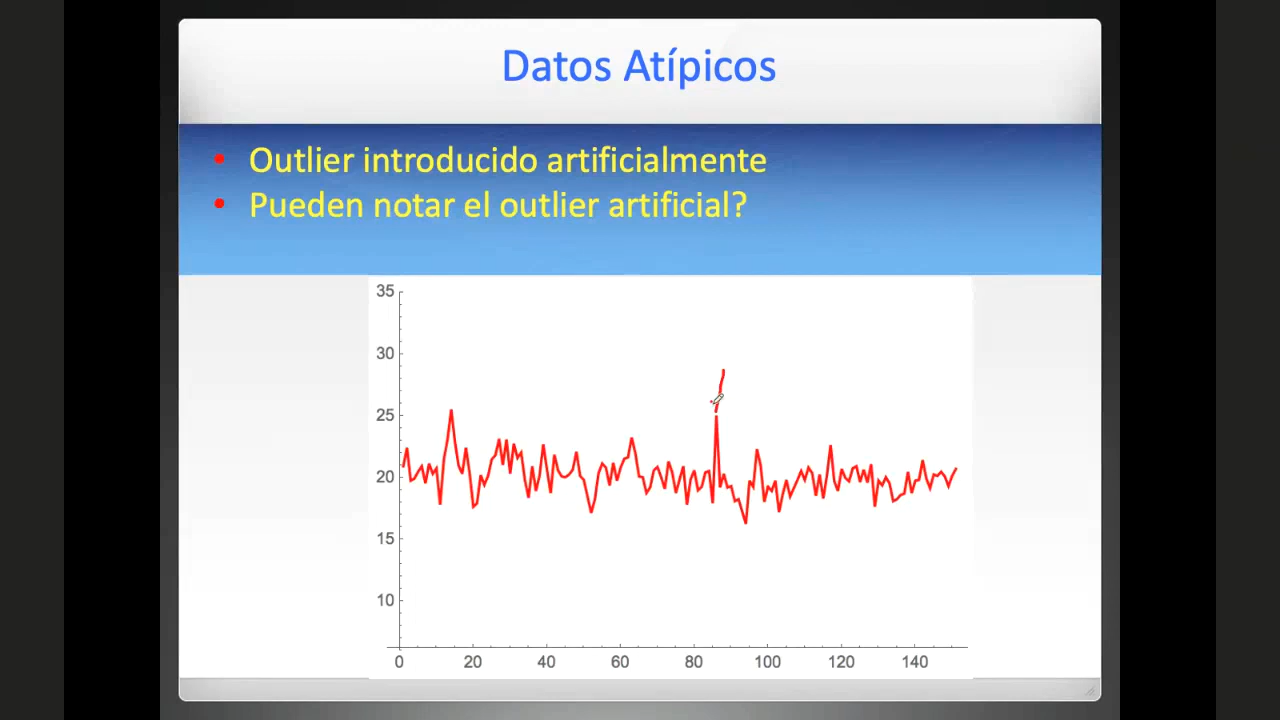 Datos Atípicos
• Outlier introducido artificialmente
• Pueden notar el outlier artificial?
35
30
25
20
15
10
0 20 40 60 80 100 120 140